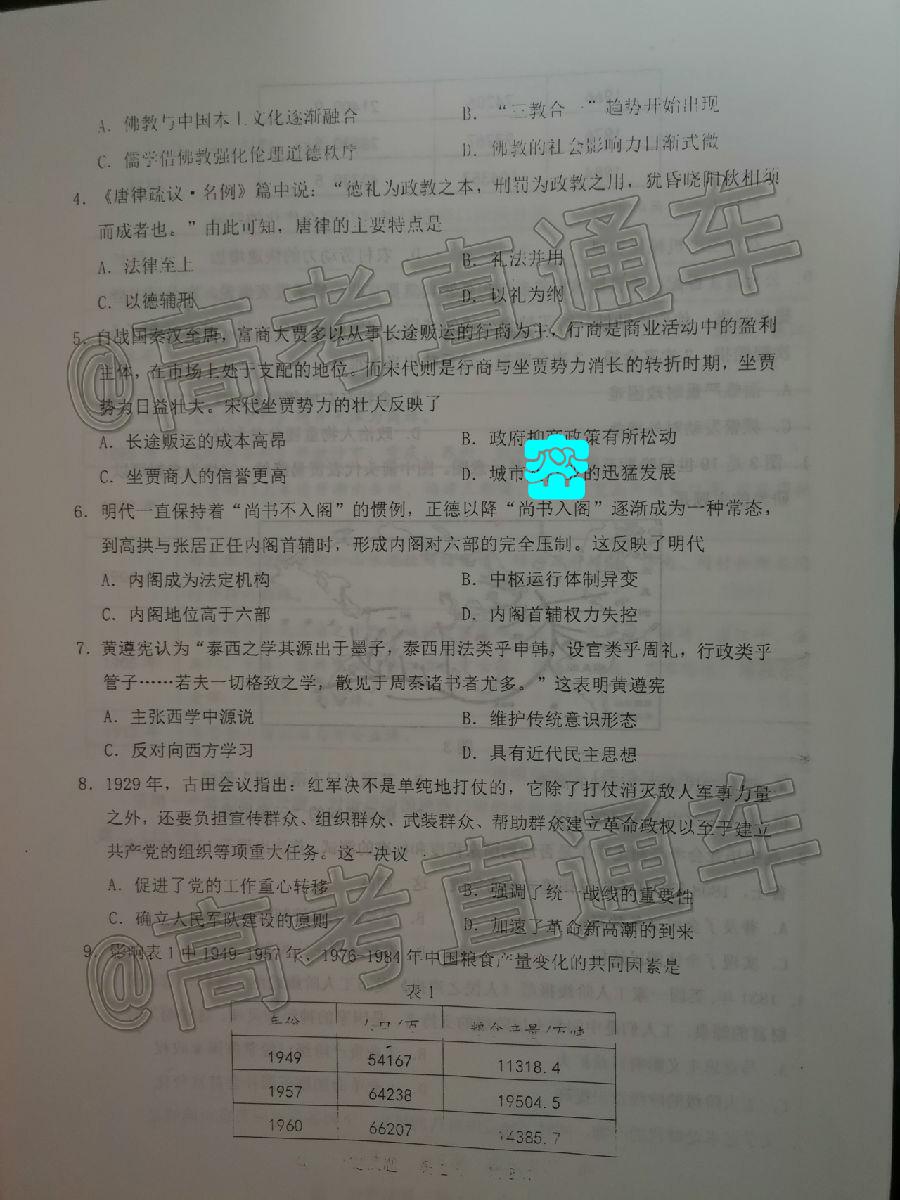 A. 佛教与中国本土文化逐渐融合
B. “三教合一”趋势开始出现
C. 儒学借佛教强化伦理道德秩序
D. 佛教的社会影响力日渐式微
4. 《唐律疏议·名例》篇中说：“德礼为政教之本，刑罚为政教之用，犹昏晓阳秋相须
而成者也。”由此可知，唐律的主要特点是
A. 法律至上
B. 礼法并用
C. 以德辅刑
D. 以礼为纲
5. 自战国秦汉至唐，富商大贾多以从事长途贩运的行商为主，行商是商业活动中的盈利
主体，在市场上处于支配的地位。而宋代则是行商与坐贾势力消长的转折时期，坐贾
势力日益壮大。宋代坐贾势力的壮大反映了
A. 长途贩运的成本高昂
B. 政府抑商政策有所松动
C. 坐贾商人的信誉更高
D. 城市的迅猛发展
6. 明代一直保持着“尚书不入阁”的惯例，正德以降“尚书入阁”逐渐成为一种常态，
到高拱与张居正任内阁首辅时，形成内阁对六部的完全压制。这反映了明代
A. 内阁成为法定机构
B. 中枢运行体制异变
C. 内阁地位高于六部
D. 内阁首辅权力失控
7. 黄遵宪认为“泰西之学其源出于墨子，泰西用法类乎申韩，设官类乎周礼，行政类乎
管子……若夫一切格致之学，散见于周秦诸书者尤多。”这表明黄遵宪
A. 主张西学中源说
B. 维护传统意识形态
C. 反对向西方学习
D. 具有近代民主思想
8. 1929年，古田会议指出：红军决不是单纯地打仗的，它除了打仗消灭敌人军事力量
之外，还要负担宣传群众、组织群众、武装群众、帮助群众建立革命政权以至于建立
共产党的组织等项重大任务。这一决议
A. 促进了党的工作重心转移
B. 强调了统一战线的重要性
C. 确立人民军队建设的原则
D. 加速了革命新高潮的到来
9. 影响表1中1949-1957年、1976-1984年中国粮食产量变化的共同因素是
表1
年份 人口/万 粮食产量/万吨
1949 54167 11318.4
1957 64238 19504.5
1960 66207 14385.7
@高考直通车
@高考直通车